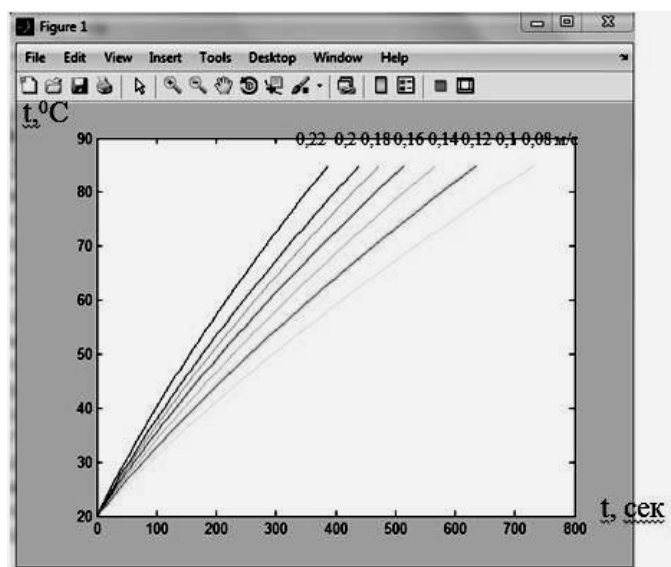 Figure 1
File Edit View Insert Tools Desktop Window Help
t,⁰C
0,22 0,2 0,18 0,16 0,14 0,12 0,1 0,08 м/с
90
80
70
60
50
40
30
20
0 100 200 300 400 500 600 700 800
t, сек